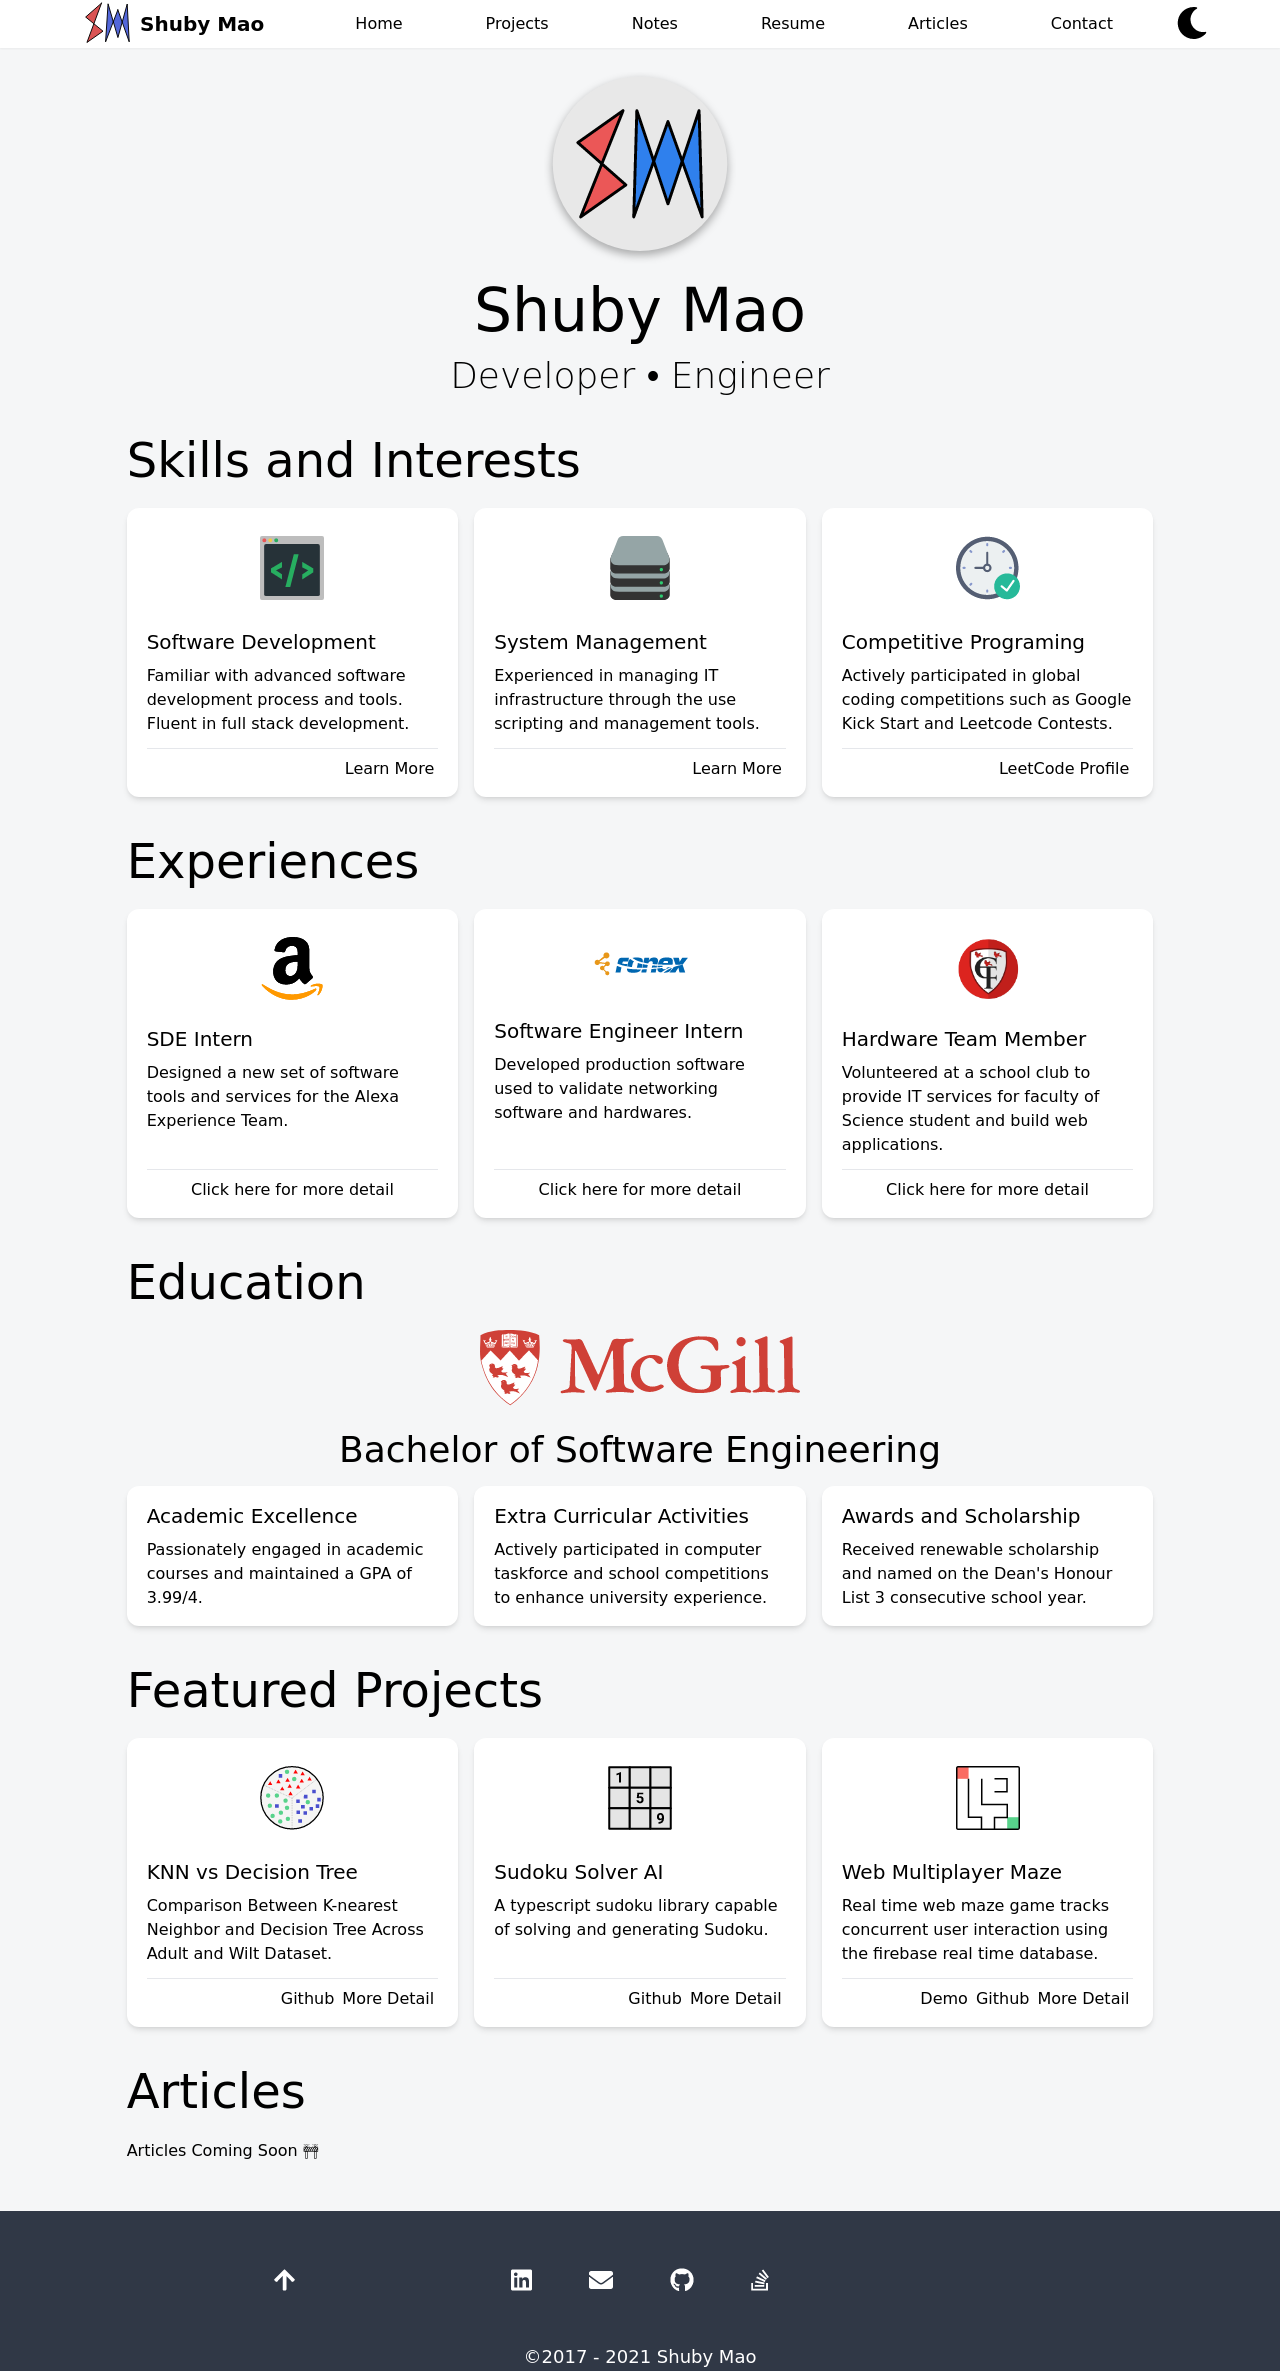 Shuby Mao Home Projects Notes Resume Articles Contact
Shuby Mao
Developer • Engineer
Skills and Interests
Software Development
Familiar with advanced software
development process and tools.
Fluent in full stack development.
Learn More
System Management
Experienced in managing IT
infrastructure through the use
scripting and management tools.
Learn More
Competitive Programing
Actively participated in global
coding competitions such as Google
Kick Start and Leetcode Contests.
LeetCode Profile
Experiences
a
SDE Intern
Designed a new set of software
tools and services for the Alexa
Experience Team.
Click here for more detail
fonex
Software Engineer Intern
Developed production software
used to validate networking
software and hardwares.
Click here for more detail
Hardware Team Member
Volunteered at a school club to
provide IT services for faculty of
Science student and build web
applications.
Click here for more detail
Education
McGill
Bachelor of Software Engineering
Academic Excellence
Passionately engaged in academic
courses and maintained a GPA of
3.99/4.
Extra Curricular Activities
Actively participated in computer
taskforce and school competitions
to enhance university experience.
Awards and Scholarship
Received renewable scholarship
and named on the Dean's Honour
List 3 consecutive school year.
Featured Projects
KNN vs Decision Tree
Comparison Between K-nearest
Neighbor and Decision Tree Across
Adult and Wilt Dataset.
Github More Detail
1
5
9
Sudoku Solver AI
A typescript sudoku library capable
of solving and generating Sudoku.
Github More Detail
Web Multiplayer Maze
Real time web maze game tracks
concurrent user interaction using
the firebase real time database.
Demo Github More Detail
Articles
Articles Coming Soon 🚧
©2017 - 2021 Shuby Mao